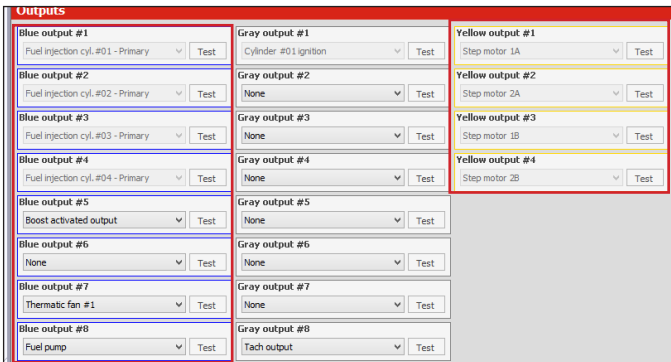 Outputs
Blue output #1 Gray output #1 Yellow output #1
Fuel injection cyl. #01 - Primary Test Cylinder #01 ignition Test Step motor 1A Test
Blue output #2 Gray output #2 Yellow output #2
Fuel injection cyl. #02 - Primary Test None Test Step motor 2A Test
Blue output #3 Gray output #3 Yellow output #3
Fuel injection cyl. #03 - Primary Test None Test Step motor 1B Test
Blue output #4 Gray output #4 Yellow output #4
Fuel injection cyl. #04 - Primary Test None Test Step motor 2B Test
Blue output #5 Gray output #5
Boost activated output Test None Test
Blue output #6 Gray output #6
None Test None Test
Blue output #7 Gray output #7
Thermatic fan #1 Test None Test
Blue output #8 Gray output #8
Fuel pump Test Tach output Test